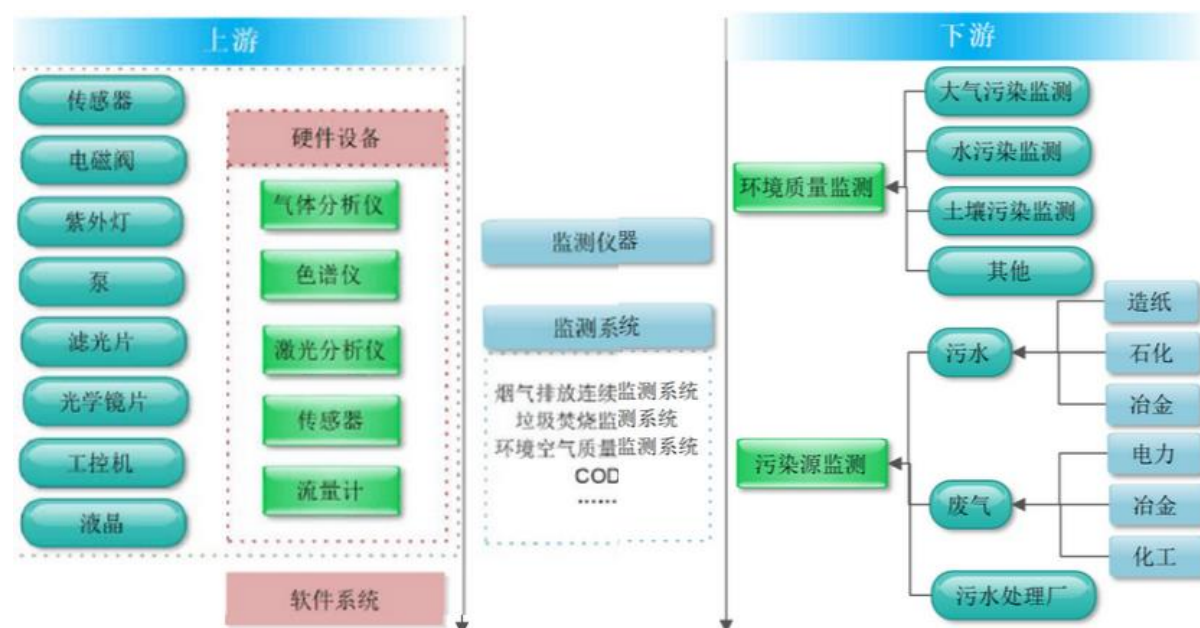 上游
传感器
电磁阀
紫外灯
泵
滤光片
光学镜片
工控机
液晶
硬件设备
气体分析仪
色谱仪
激光分析仪
传感器
流量计
软件系统
监测仪器
监测系统
烟气排放连续监测系统
垃圾焚烧监测系统
环境空气质量监测系统
COD
······
下游
环境质量监测
大气污染监测
水污染监测
土壤污染监测
其他
污染源监测
污水
造纸
石化
冶金
废气
电力
冶金
化工
污水处理厂